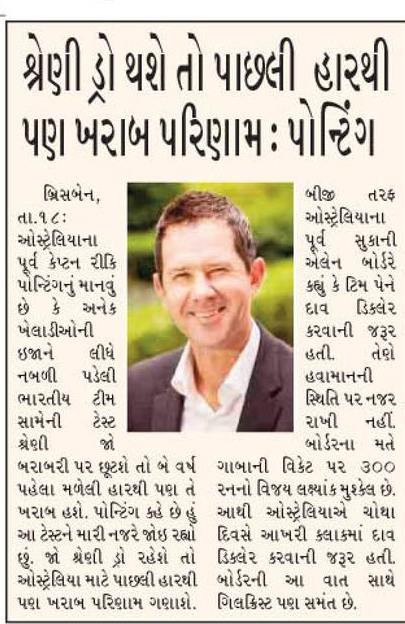 શ્રેણી ડ્રો થશે તો પાછલી હારથી
પણ ખરાબ પરિણામ : પોન્ટિંગ
બ્રિસબેન,
તા.૧૮:
ઓસ્ટ્રેલિયાના
પૂર્વ કેપ્ટન રીકિ
પોન્ટિંગનું માનવું
છે કે અનેક
ખેલાડીઓની
ઇજાને લીધે
નબળી પડેલી
ભારતીય ટીમ
સામેની ટેસ્ટ
શ્રેણી જો
બરાબરી પર છૂટશે તો બે વર્ષ
પહેલા મળેલી હારથી પણ તે
ખરાબ હશે. પોન્ટિંગ કહે છે હું
આ ટેસ્ટને મારી નજરે જોઇ રહ્યો
છું. જો શ્રેણી ડ્રો રહેશે તો
ઓસ્ટ્રેલિયા માટે પાછલી હારથી
પણ ખરાબ પરિણામ ગણાશે.
બીજી તરફ
ઓસ્ટ્રેલિયાના
પૂર્વ સુકાની
એલેન બોર્ડરે
કહ્યું કે ટિમ પેને
દાવ ડિકલેર
કરવાની જરૂર
હતી. તેણે
હવામાનની
સ્થિતિ પર નજર
રાખી નહીં.
બોર્ડરના મતે
ગાબાની વિકેટ પર ૩૦૦
રનનો વિજય લક્ષ્યાંક મુશ્કેલ છે.
આથી ઓસ્ટ્રેલિયાએ ચોથા
દિવસે આખરી કલાકમાં દાવ
ડિકલેર કરવાની જરૂર હતી.
બોર્ડરની આ વાત સાથે
ગિલક્રિસ્ટ પણ સમંત છે.